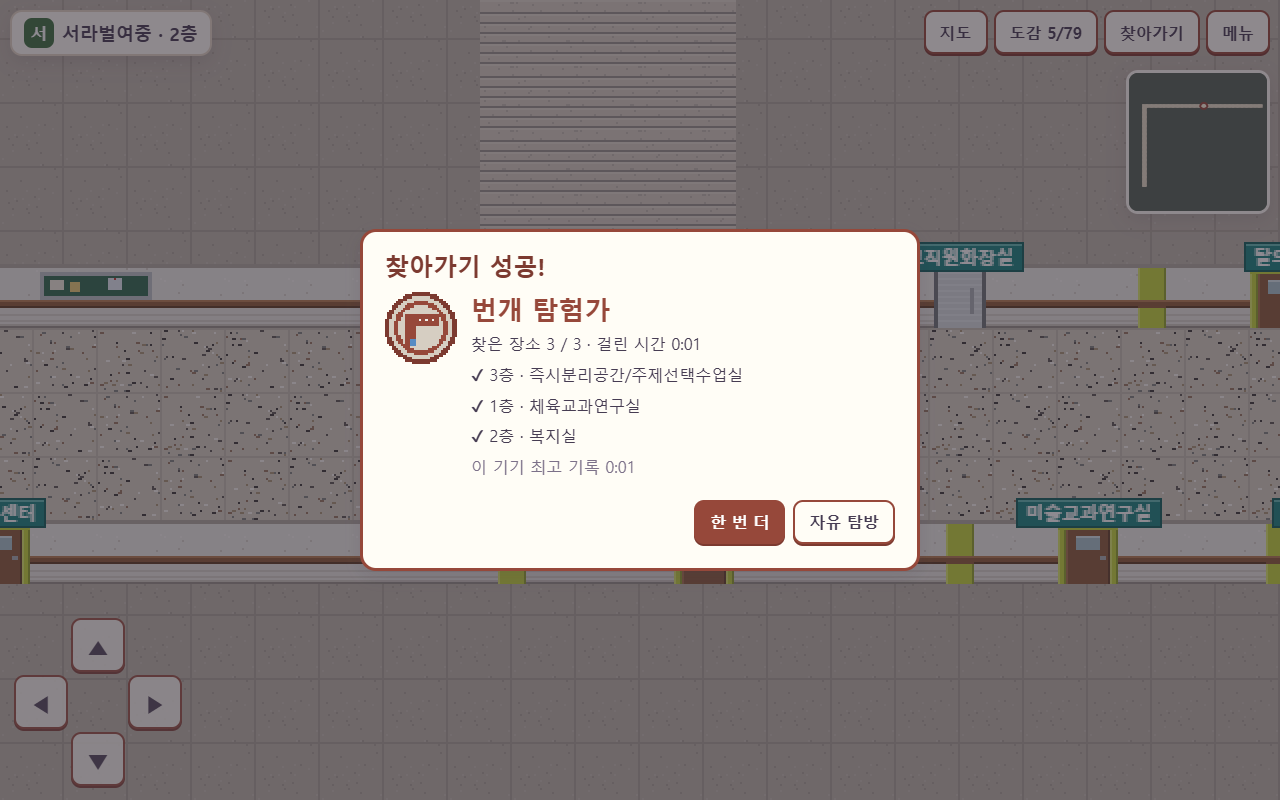 서 서라벌여중 · 2층
지도
도감 5/79
찾아가기
메뉴
직원화장실
찾아가기 성공!
번개 탐험가
찾은 장소 3 / 3 · 걸린 시간 0:01
✓ 3층 · 즉시분리공간/주제선택수업실
✓ 1층 · 체육교과연구실
✓ 2층 · 복지실
이 기기 최고 기록 0:01
한 번 더
자유 탐방
센터
미술교과연구실